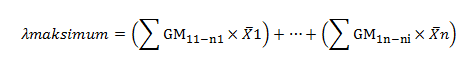 λmaksimum = (∑ GM₁₁₋ₙ₁ × X̄1) + ⋯ + (∑ GM₁ₙ₋ₙᵢ × X̄n)